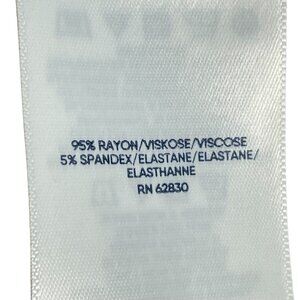 95% RAYON/VISKOSE/VISCOSE
5% SPANDEX/ELASTANE/ELASTANE/
ELASTHANNE
RN 62830